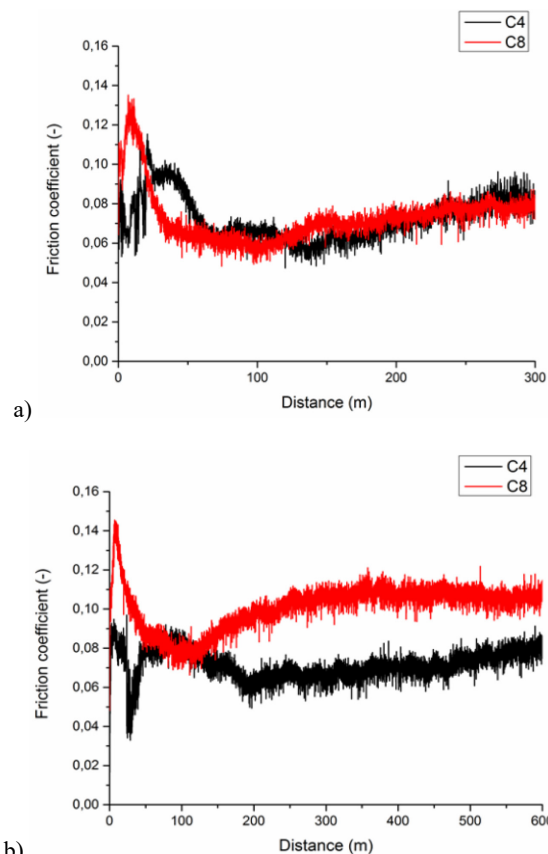 C4
C8
0,16
0,14
0,12
0,10
0,08
0,06
0,04
0,02
0,00
Friction coefficient (-)
0 100 200 300
Distance (m)
a)
C4
C8
0,16
0,14
0,12
0,10
0,08
0,06
0,04
0,02
0,00
Friction coefficient (-)
0 100 200 300 400 500 600
Distance (m)
b)